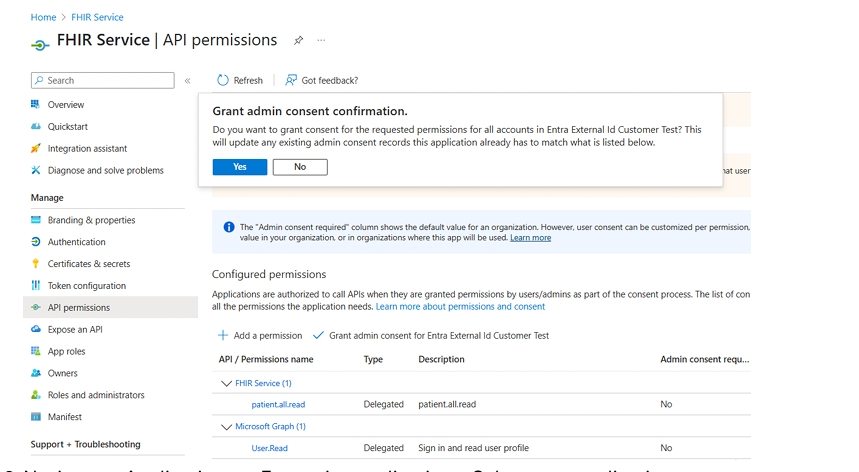 Home > FHIR Service
FHIR Service | API permissions
Search
Refresh
Got feedback?
Overview
Quickstart
Integration assistant
Diagnose and solve problems
Manage
Branding & properties
Authentication
Certificates & secrets
Token configuration
API permissions
Expose an API
App roles
Owners
Roles and administrators
Manifest
Support + Troubleshooting
Grant admin consent confirmation.
Do you want to grant consent for the requested permissions for all accounts in Entra External Id Customer Test? This
will update any existing admin consent records this application already has to match what is listed below.
Yes
No
user
The "Admin consent required" column shows the default value for an organization. However, user consent can be customized per permission,
value in your organization, or in organizations where this app will be used. Learn more
Configured permissions
Applications are authorized to call APIs when they are granted permissions by users/admins as part of the consent process. The list of con
all the permissions the application needs. Learn more about permissions and consent
Add a permission
Grant admin consent for Entra External Id Customer Test
API / Permissions name Type Description Admin consent requ...
FHIR Service (1)
patient.all.read Delegated patient.all.read No
Microsoft Graph (1)
User.Read Delegated Sign in and read user profile No